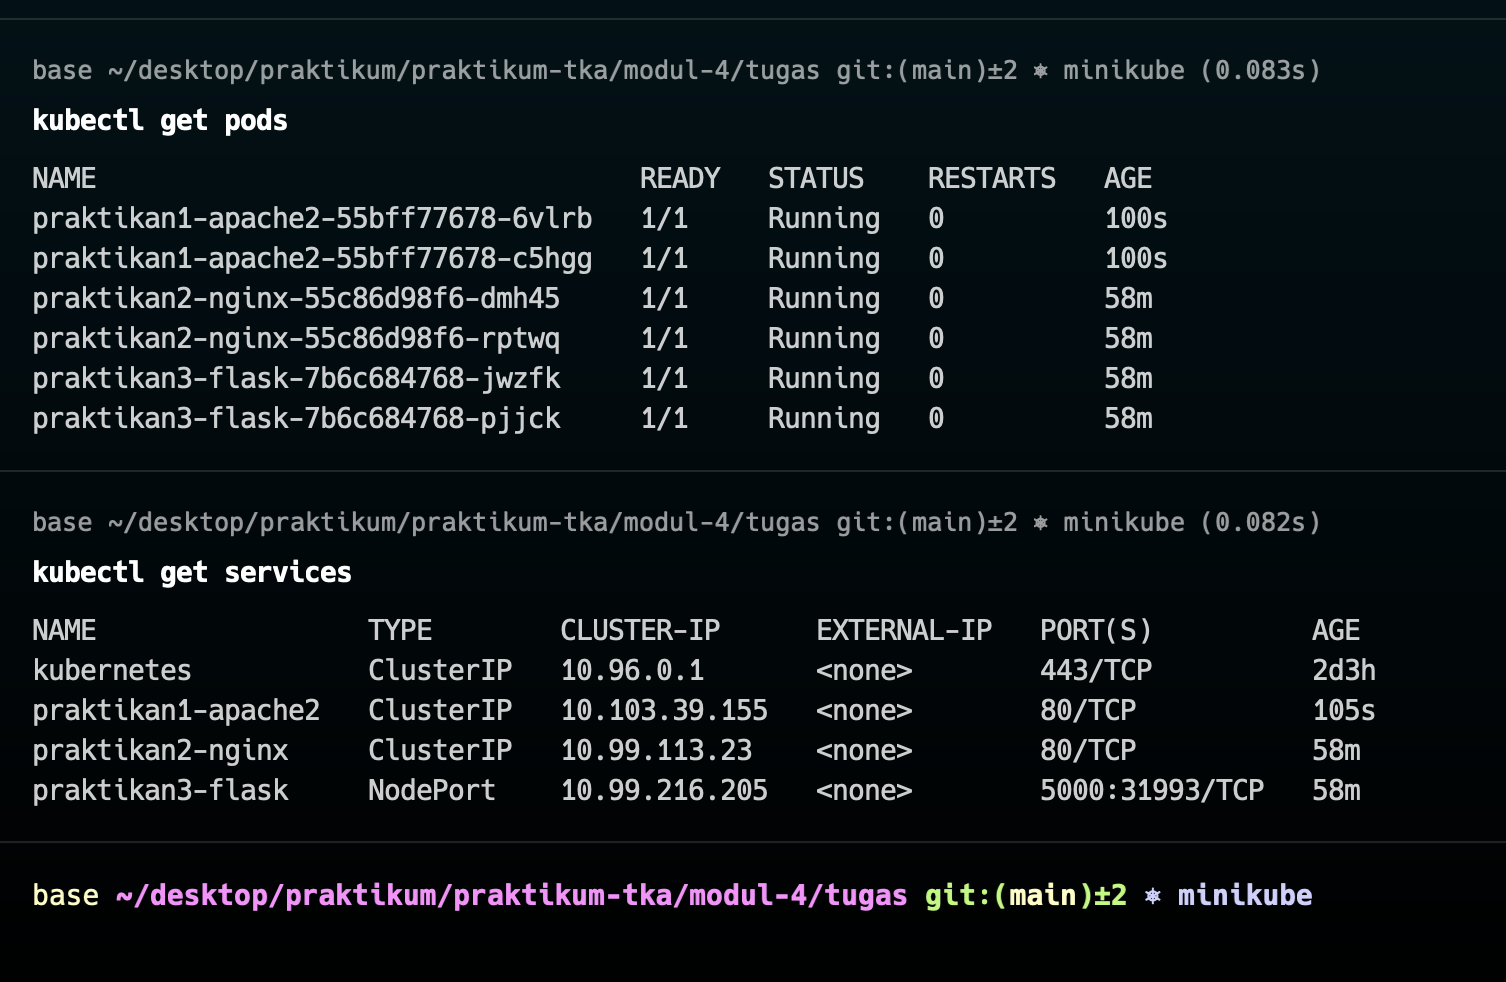 base ~/desktop/praktikum/praktikum-tka/modul-4/tugas git:(main)±2 ⎈ minikube (0.083s)
kubectl get pods
NAME                                  READY   STATUS    RESTARTS   AGE
praktikan1-apache2-55bff77678-6vlrb   1/1     Running   0          100s
praktikan1-apache2-55bff77678-c5hgg   1/1     Running   0          100s
praktikan2-nginx-55c86d98f6-dmh45     1/1     Running   0          58m
praktikan2-nginx-55c86d98f6-rptwq     1/1     Running   0          58m
praktikan3-flask-7b6c684768-jwzfk     1/1     Running   0          58m
praktikan3-flask-7b6c684768-pjjck     1/1     Running   0          58m
base ~/desktop/praktikum/praktikum-tka/modul-4/tugas git:(main)±2 ⎈ minikube (0.082s)
kubectl get services
NAME                 TYPE        CLUSTER-IP      EXTERNAL-IP   PORT(S)          AGE
kubernetes           ClusterIP   10.96.0.1       <none>        443/TCP          2d3h
praktikan1-apache2   ClusterIP   10.103.39.155   <none>        80/TCP           105s
praktikan2-nginx     ClusterIP   10.99.113.23    <none>        80/TCP           58m
praktikan3-flask     NodePort    10.99.216.205   <none>        5000:31993/TCP   58m
base ~/desktop/praktikum/praktikum-tka/modul-4/tugas git:(main)±2 ⎈ minikube